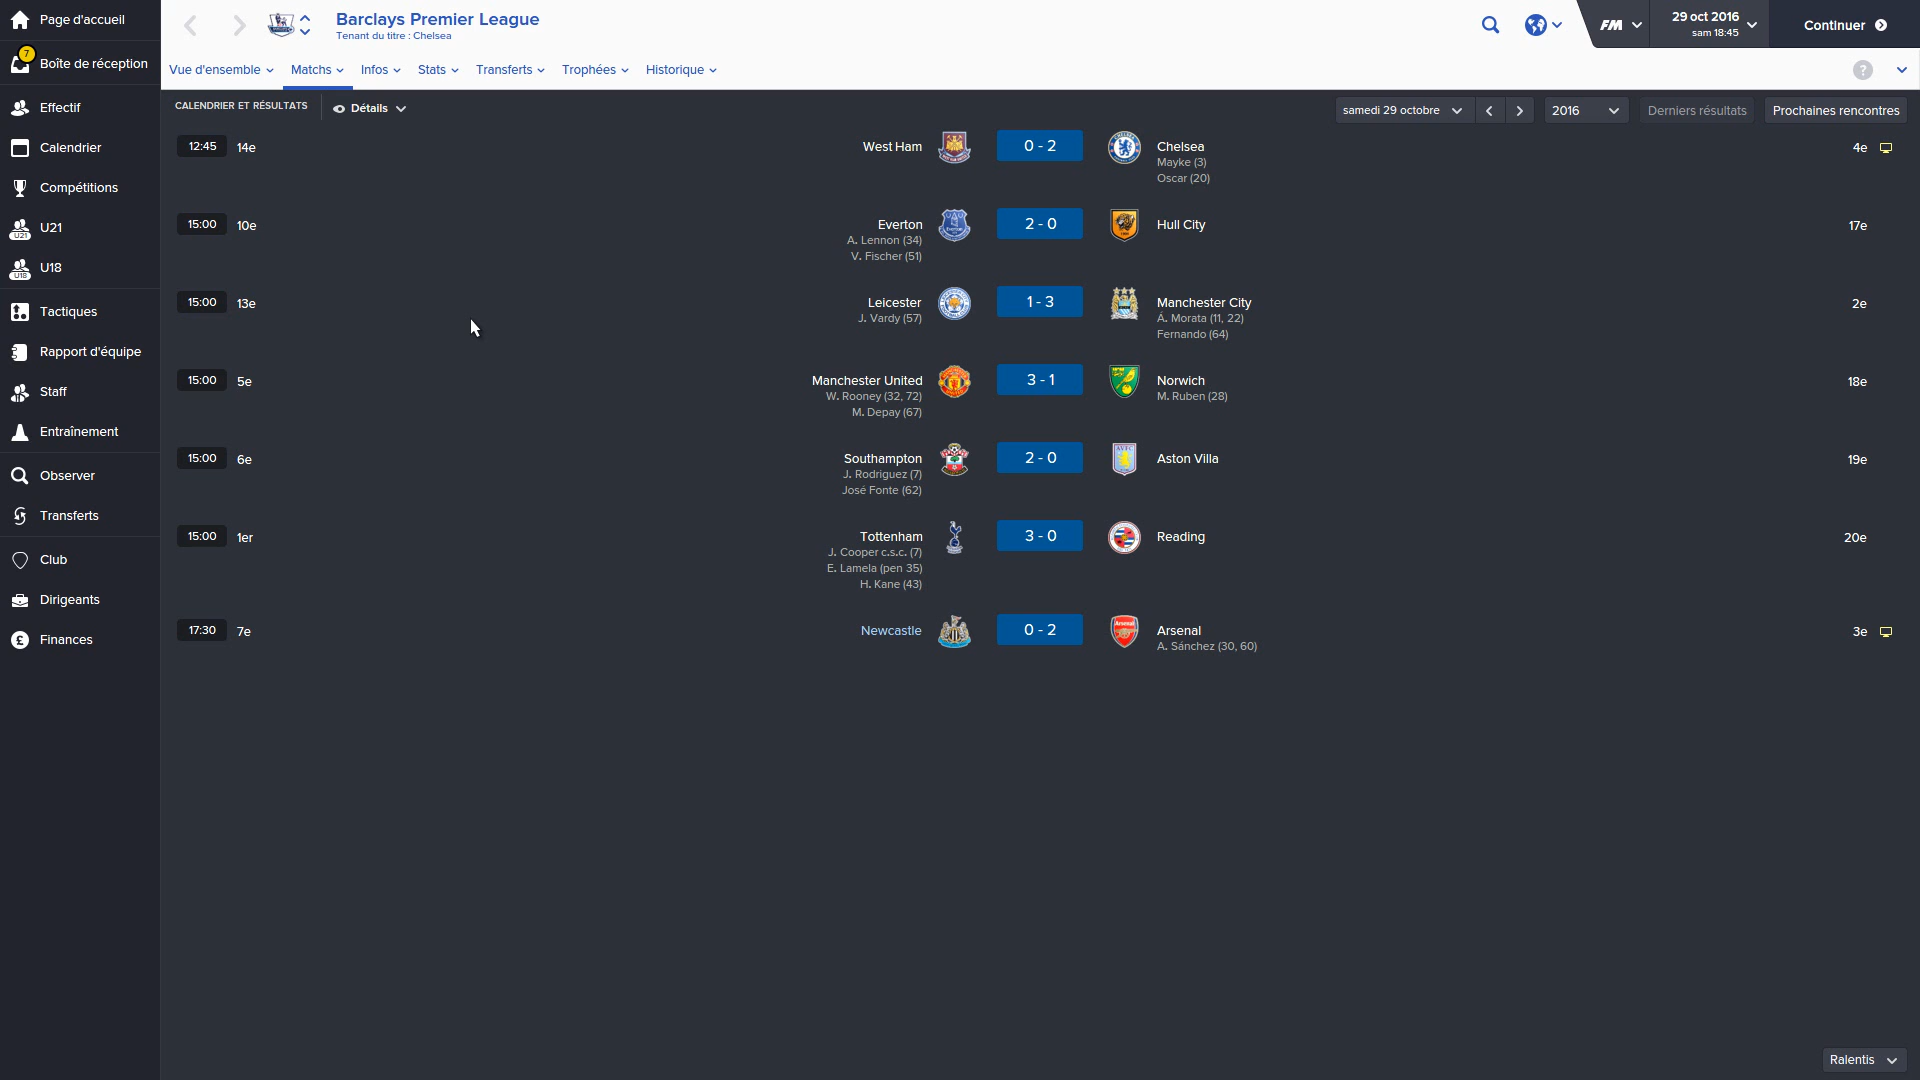 Page d'accueil
7
Boîte de réception
Effectif
Calendrier
Compétitions
U21
U21
U18
U18
Tactiques
Rapport d'équipe
Staff
Entraînement
Observer
Transferts
Club
Dirigeants
Finances
Barclays Premier League
Tenant du titre : Chelsea
FM
29 oct 2016
sam 18:45
Continuer
Vue d'ensemble Matchs Infos Stats Transferts Trophées Historique
?
CALENDRIER ET RÉSULTATS Détails samedi 29 octobre 2016 Derniers résultats Prochaines rencontres
12:45 14e West Ham 0 - 2 Chelsea 4e
Mayke (3)
Oscar (20)
15:00 10e Everton 2 - 0 Hull City 17e
A. Lennon (34)
V. Fischer (51)
15:00 13e Leicester 1 - 3 Manchester City 2e
J. Vardy (57) Á. Morata (11, 22)
Fernando (64)
15:00 5e Manchester United 3 - 1 Norwich 18e
W. Rooney (32, 72) M. Ruben (28)
M. Depay (67)
15:00 6e Southampton 2 - 0 Aston Villa 19e
J. Rodriguez (7)
José Fonte (62)
15:00 1er Tottenham 3 - 0 Reading 20e
J. Cooper c.s.c. (7)
E. Lamela (pen 35)
H. Kane (43)
17:30 7e Newcastle 0 - 2 Arsenal 3e
A. Sánchez (30, 60)
Ralentis